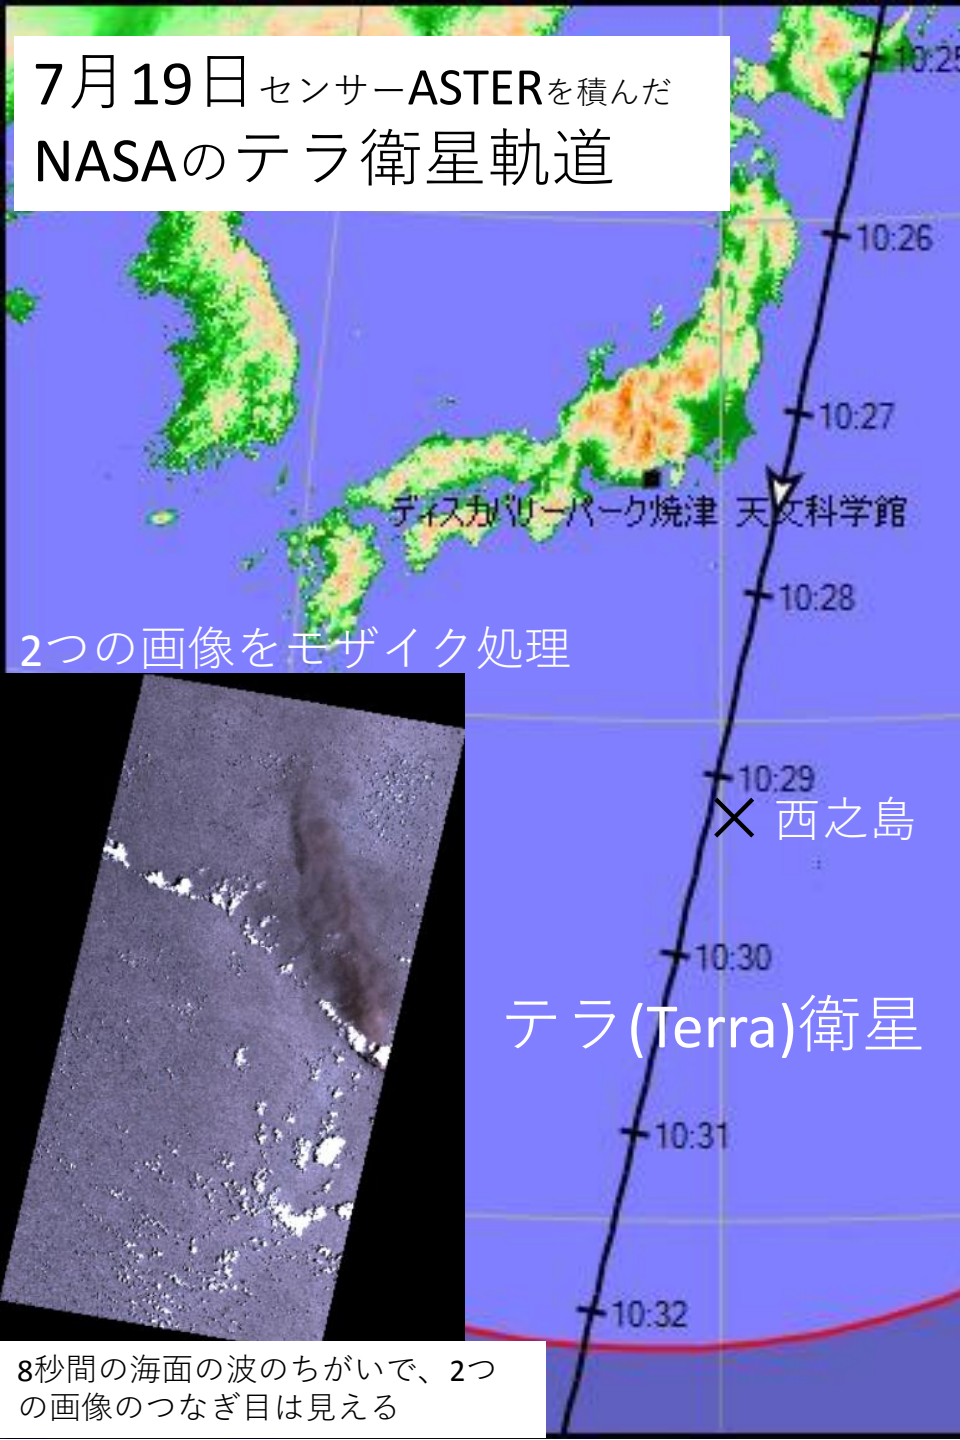 7月19日センサーASTERを積んだ
NASAのテラ衛星軌道
10:25
10:26
10:27
ディスカバリーパーク焼津 天文科学館
10:28
2つの画像をモザイク処理
10:29
西之島
10:30
テラ(Terra)衛星
10:31
10:32
8秒間の海面の波のちがいで、2つ
の画像のつなぎ目は見える